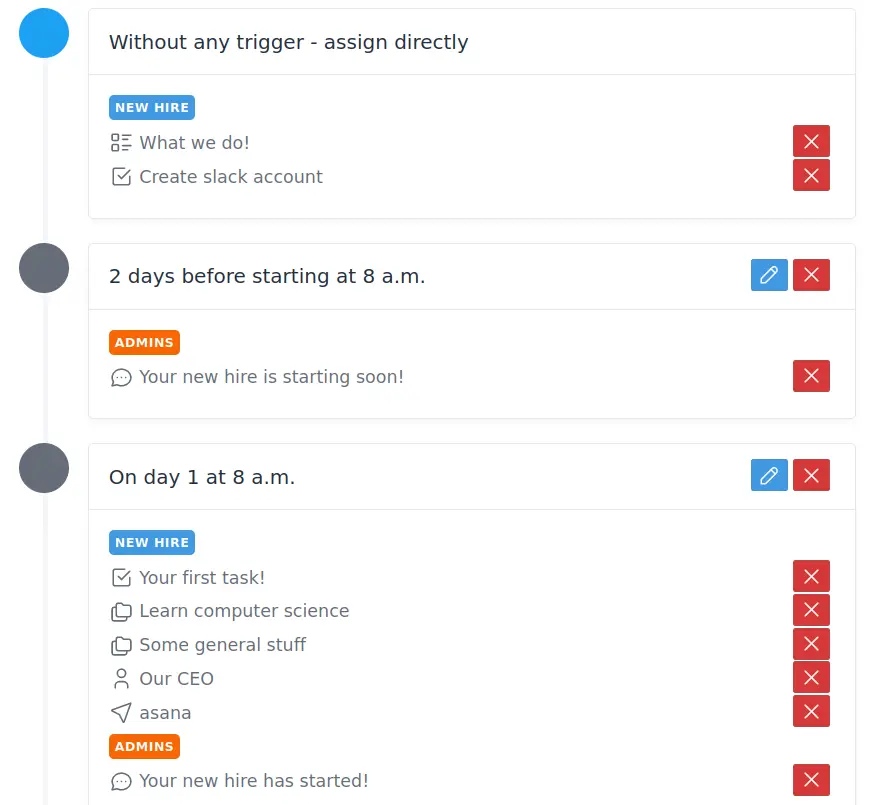 Without any trigger - assign directly
NEW HIRE
What we do!
Create slack account
2 days before starting at 8 a.m.
ADMINS
Your new hire is starting soon!
On day 1 at 8 a.m.
NEW HIRE
Your first task!
Learn computer science
Some general stuff
Our CEO
asana
ADMINS
Your new hire has started!